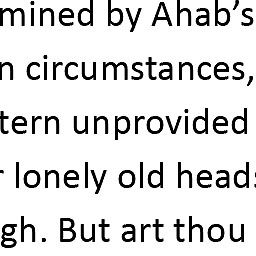 mined by Ahab’s
n circumstances,
tern unprovided
r lonely old heads
gh. But art thou